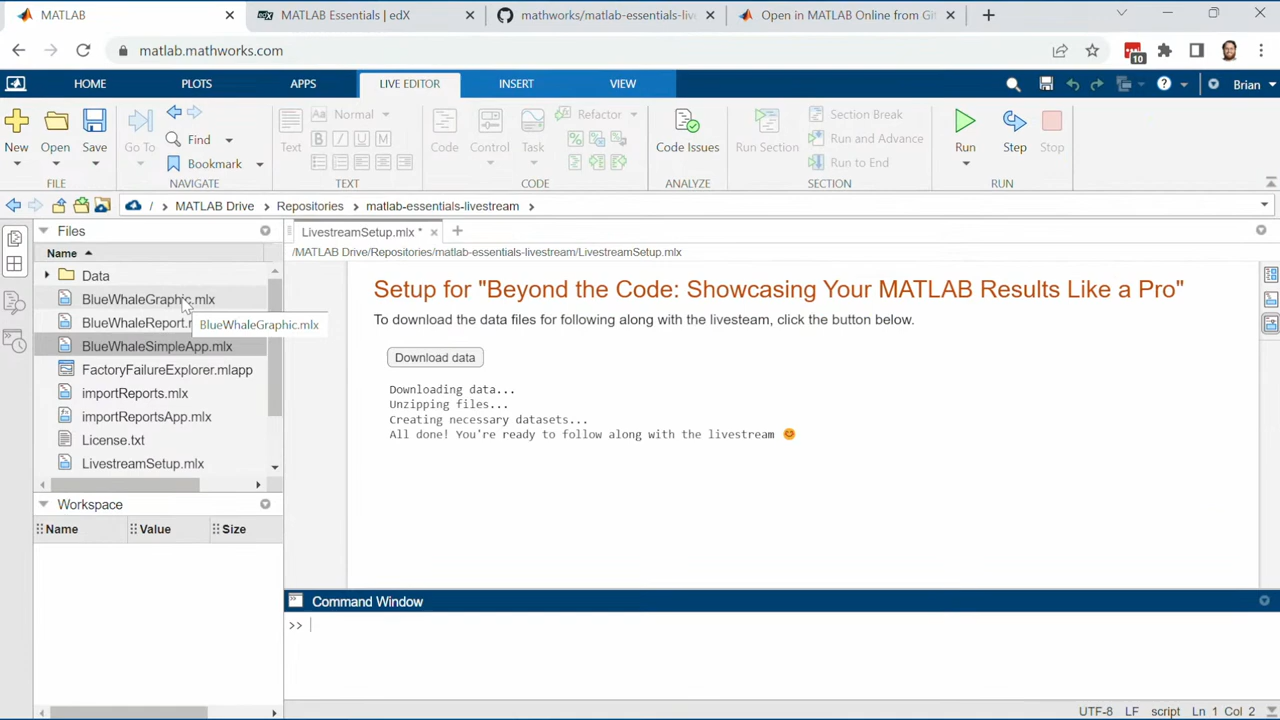 MATLAB
MATLAB Essentials | edX
mathworks/matlab-essentials-live
Open in MATLAB Online from Git
matlab.mathworks.com
10
HOME
PLOTS
APPS
LIVE EDITOR
INSERT
VIEW
Brian
New
Open
Save
Go To
Find
Bookmark
Text
Aa Normal
B I U M
Code
Control
Task
Refactor
Code Issues
Run Section
Section Break
Run and Advance
Run to End
Run
Step
Stop
FILE
NAVIGATE
TEXT
CODE
ANALYZE
SECTION
RUN
/ MATLAB Drive Repositories matlab-essentials-livestream
Files
Name
Data
BlueWhaleGraphic.mlx
BlueWhaleReport.
BlueWhaleGraphic.mlx
BlueWhaleSimpleApp.mlx
FactoryFailureExplorer.mlapp
importReports.mlx
importReportsApp.mlx
License.txt
LivestreamSetup.mlx
Workspace
Name
Value
Size
LivestreamSetup.mlx *
/MATLAB Drive/Repositories/matlab-essentials-livestream/LivestreamSetup.mlx
Setup for "Beyond the Code: Showcasing Your MATLAB Results Like a Pro"
To download the data files for following along with the livesteam, click the button below.
Download data
Downloading data...
Unzipping files...
Creating necessary datasets...
All done! You're ready to follow along with the livestream 😊
Command Window
>>
UTF-8 LF script Ln 1 Col 2